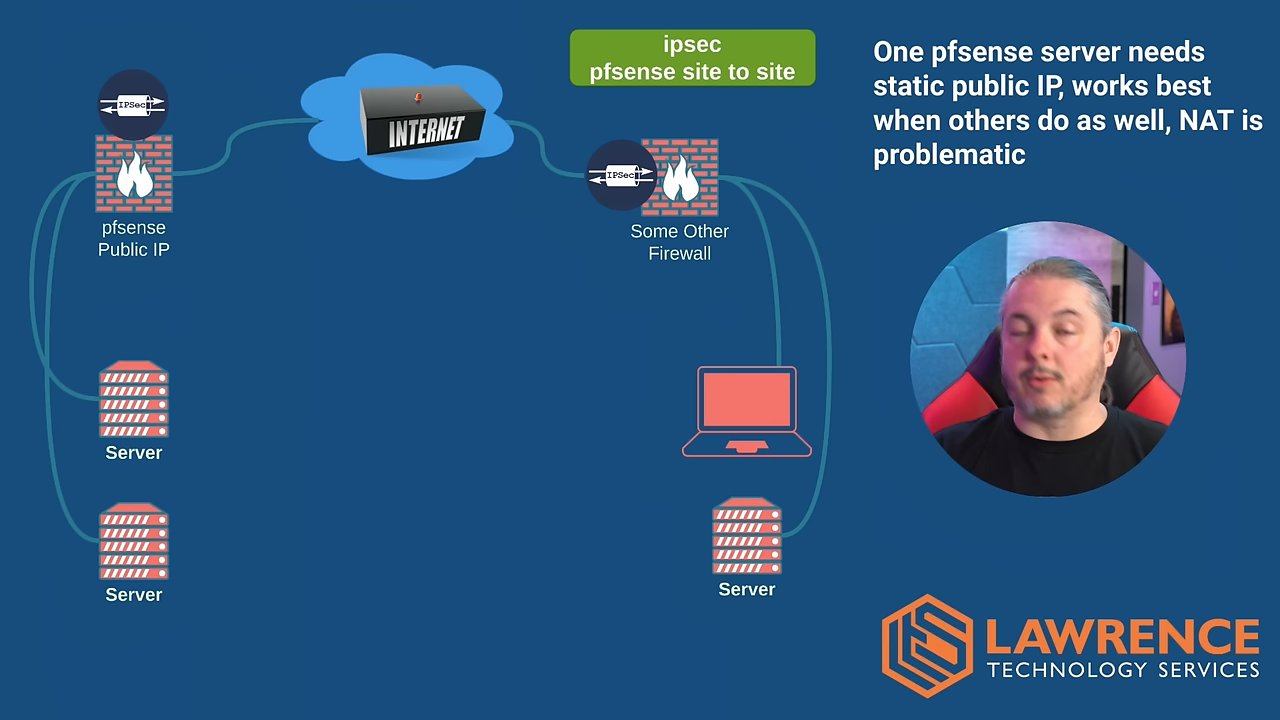 ipsec
pfsense site to site
One pfsense server needs
static public IP, works best
when others do as well, NAT is
problematic
IPSec
INTERNET
IPSec
pfsense
Public IP
Some Other
Firewall
Server
Server
Server
LAWRENCE
TECHNOLOGY SERVICES